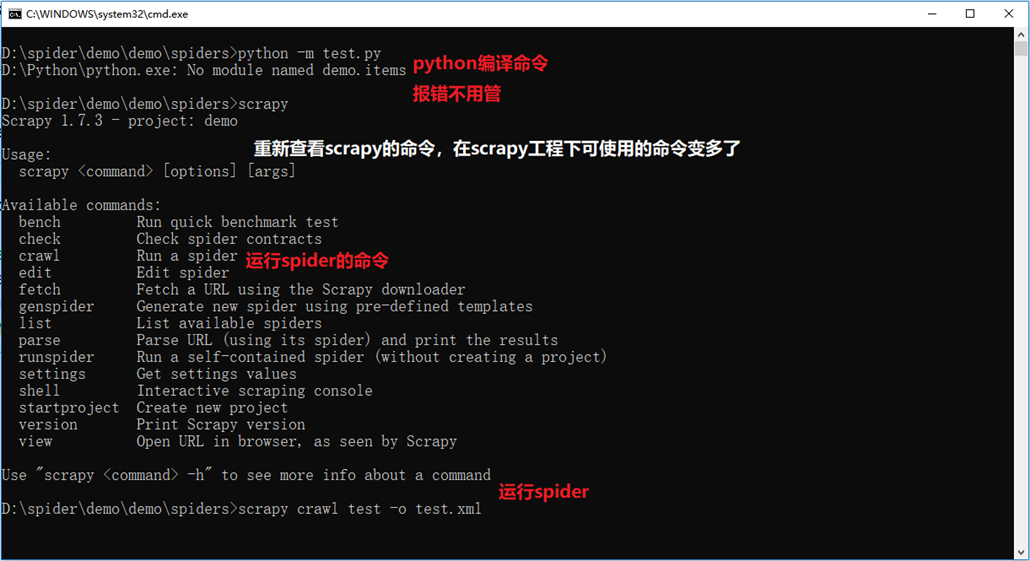 C:\WINDOWS\system32\cmd.exe
D:\spider\demo\demo\spiders>python -m test.py
D:\Python\python.exe: No module named demo.items
python编译命令
报错不用管
D:\spider\demo\demo\spiders>scrapy
Scrapy 1.7.3 - project: demo
重新查看scrapy的命令，在scrapy工程下可使用的命令变多了
Usage:
scrapy <command> [options] [args]
Available commands:
bench Run quick benchmark test
check Check spider contracts
crawl Run a spider 运行spider的命令
edit Edit spider
fetch Fetch a URL using the Scrapy downloader
genspider Generate new spider using pre-defined templates
list List available spiders
parse Parse URL (using its spider) and print the results
runspider Run a self-contained spider (without creating a project)
settings Get settings values
shell Interactive scraping console
startproject Create new project
version Print Scrapy version
view Open URL in browser, as seen by Scrapy
Use "scrapy <command> -h" to see more info about a command
运行spider
D:\spider\demo\demo\spiders>scrapy crawl test -o test.xml